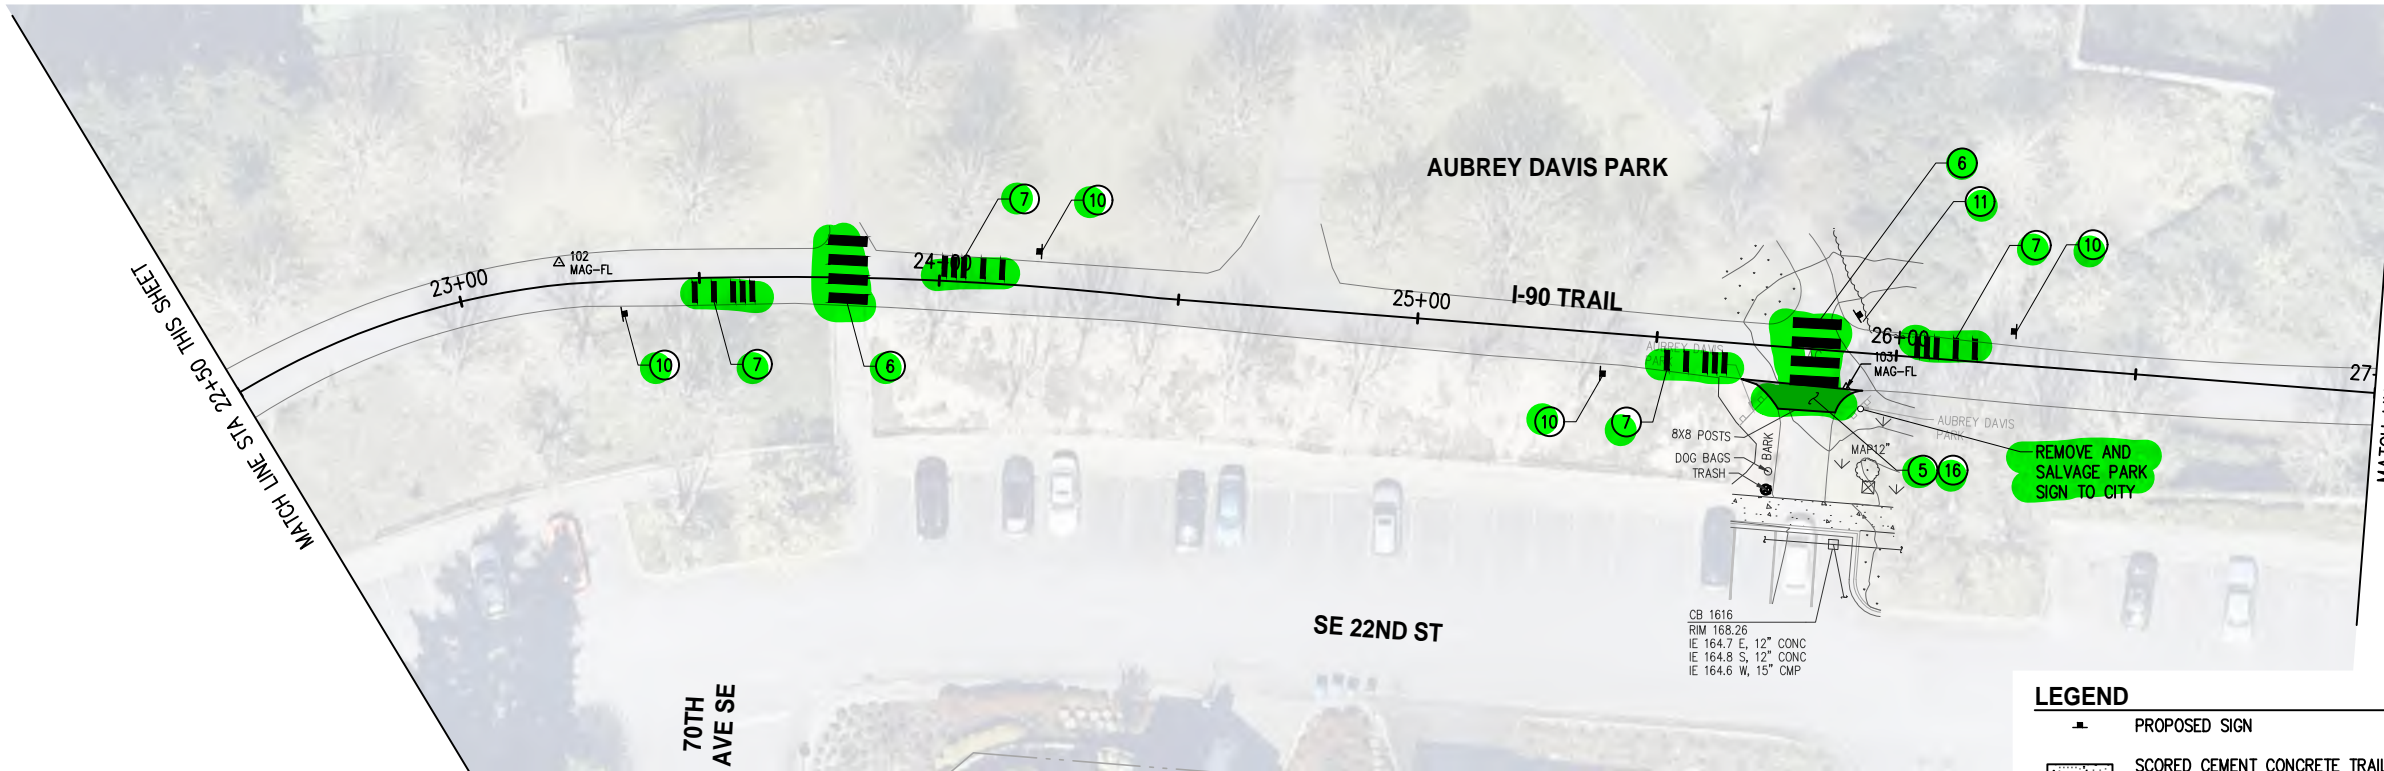 AUBREY DAVIS PARK
6
11
7
10
7
10
102
MAG-FL
23+00
24+00
25+00
I-90 TRAIL
26+00
103
MAG-FL
27+
MATCH LINE STA 22+50 THIS SHEET
10
7
6
AUBREY DAVIS
PARK
10
7
8X8 POSTS
DOG BAGS
TRASH
BARK
MAP12"
AUBREY DAVIS
PARK
5
16
REMOVE AND
SALVAGE PARK
SIGN TO CITY
SE 22ND ST
70TH
AVE SE
CB 1616
RIM 168.26
IE 164.7 E, 12" CONC
IE 164.8 S, 12" CONC
IE 164.6 W, 15" CMP
LEGEND
PROPOSED SIGN
SCORED CEMENT CONCRETE TRAIL